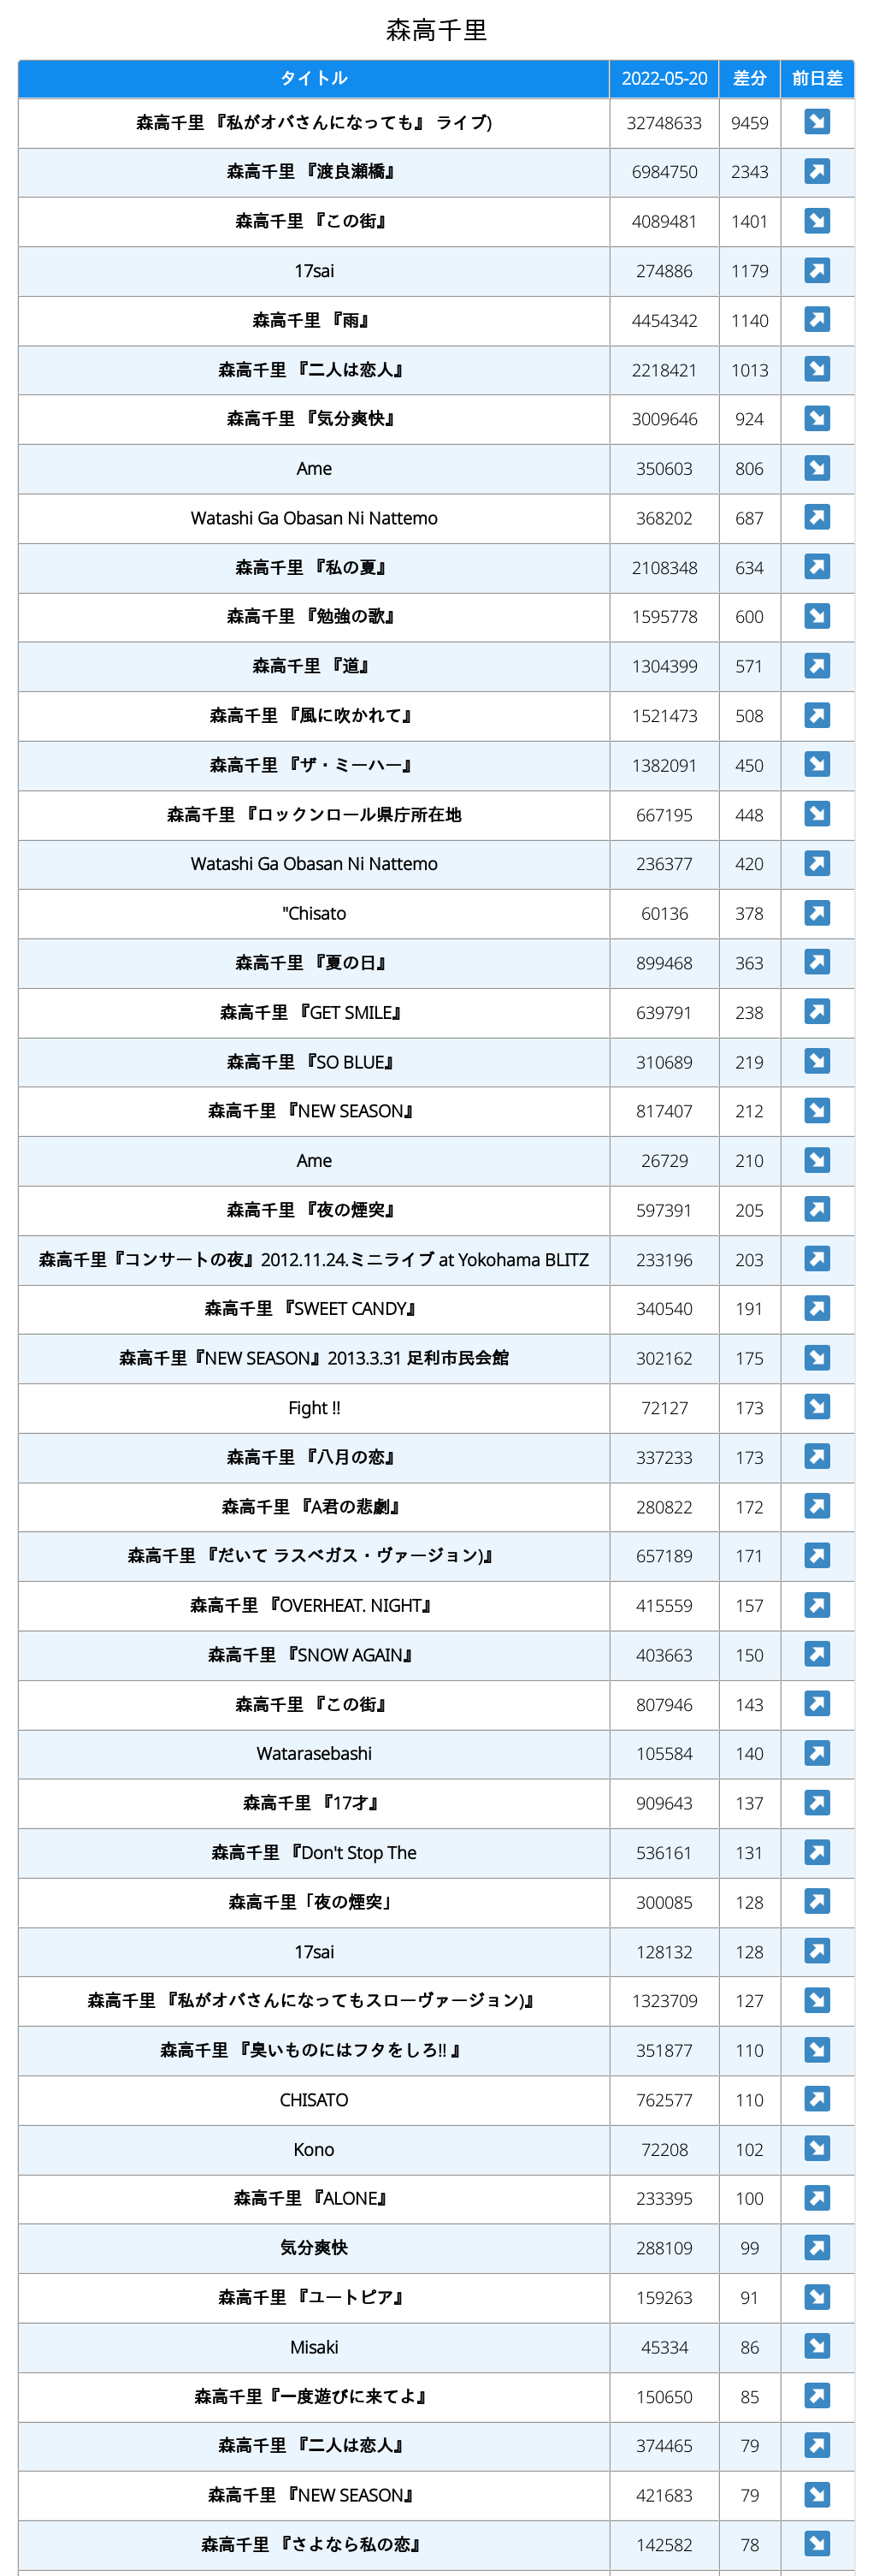 森高千里
タイトル 2022-05-20 差分 前日差
森高千里 『私がオバさんになっても』 ライブ) 32748633 9459 ↘
森高千里 『渡良瀬橋』 6984750 2343 ↗
森高千里 『この街』 4089481 1401 ↘
17sai 274886 1179 ↗
森高千里 『雨』 4454342 1140 ↗
森高千里 『二人は恋人』 2218421 1013 ↘
森高千里 『気分爽快』 3009646 924 ↘
Ame 350603 806 ↘
Watashi Ga Obasan Ni Nattemo 368202 687 ↗
森高千里 『私の夏』 2108348 634 ↗
森高千里 『勉強の歌』 1595778 600 ↘
森高千里 『道』 1304399 571 ↗
森高千里 『風に吹かれて』 1521473 508 ↗
森高千里 『ザ・ミーハー』 1382091 450 ↘
森高千里 『ロックンロール県庁所在地 667195 448 ↘
Watashi Ga Obasan Ni Nattemo 236377 420 ↗
"Chisato 60136 378 ↗
森高千里 『夏の日』 899468 363 ↗
森高千里 『GET SMILE』 639791 238 ↗
森高千里 『SO BLUE』 310689 219 ↘
森高千里 『NEW SEASON』 817407 212 ↘
Ame 26729 210 ↘
森高千里 『夜の煙突』 597391 205 ↗
森高千里『コンサートの夜』2012.11.24.ミニライブ at Yokohama BLITZ 233196 203 ↗
森高千里 『SWEET CANDY』 340540 191 ↗
森高千里『NEW SEASON』2013.3.31 足利市民会館 302162 175 ↘
Fight !! 72127 173 ↘
森高千里 『八月の恋』 337233 173 ↗
森高千里 『A君の悲劇』 280822 172 ↗
森高千里 『だいて ラスベガス・ヴァージョン)』 657189 171 ↗
森高千里 『OVERHEAT. NIGHT』 415559 157 ↗
森高千里 『SNOW AGAIN』 403663 150 ↗
森高千里 『この街』 807946 143 ↗
Watarasebashi 105584 140 ↗
森高千里 『17才』 909643 137 ↗
森高千里 『Don't Stop The 536161 131 ↗
森高千里「夜の煙突」 300085 128 ↗
17sai 128132 128 ↗
森高千里 『私がオバさんになってもスローヴァージョン)』 1323709 127 ↘
森高千里 『臭いものにはフタをしろ!! 』 351877 110 ↘
CHISATO 762577 110 ↗
Kono 72208 102 ↘
森高千里 『ALONE』 233395 100 ↗
気分爽快 288109 99 ↗
森高千里 『ユートピア』 159263 91 ↘
Misaki 45334 86 ↘
森高千里『一度遊びに来てよ』 150650 85 ↗
森高千里 『二人は恋人』 374465 79 ↗
森高千里 『NEW SEASON』 421683 79 ↘
森高千里 『さよなら私の恋』 142582 78 ↘